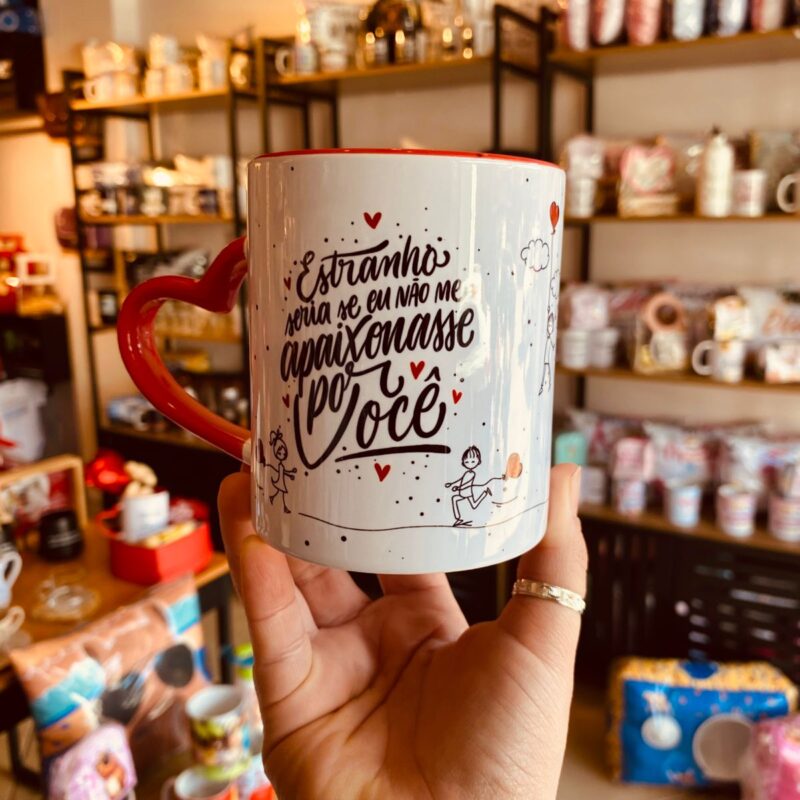 Estranho
seria se eu não me
apaixonasse
por
Você